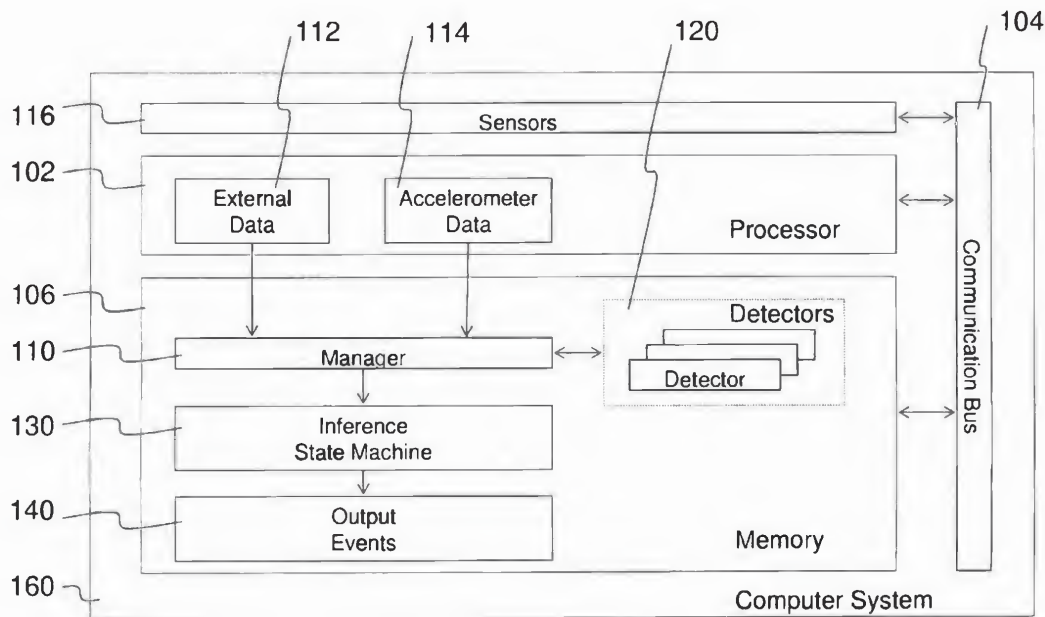 112
114
120
104
116
Sensors
102
External
Data
Accelerometer
Data
Processor
106
Detectors
110
Manager
Detector
Communication Bus
130
Inference
State Machine
140
Output
Events
Memory
160
Computer System